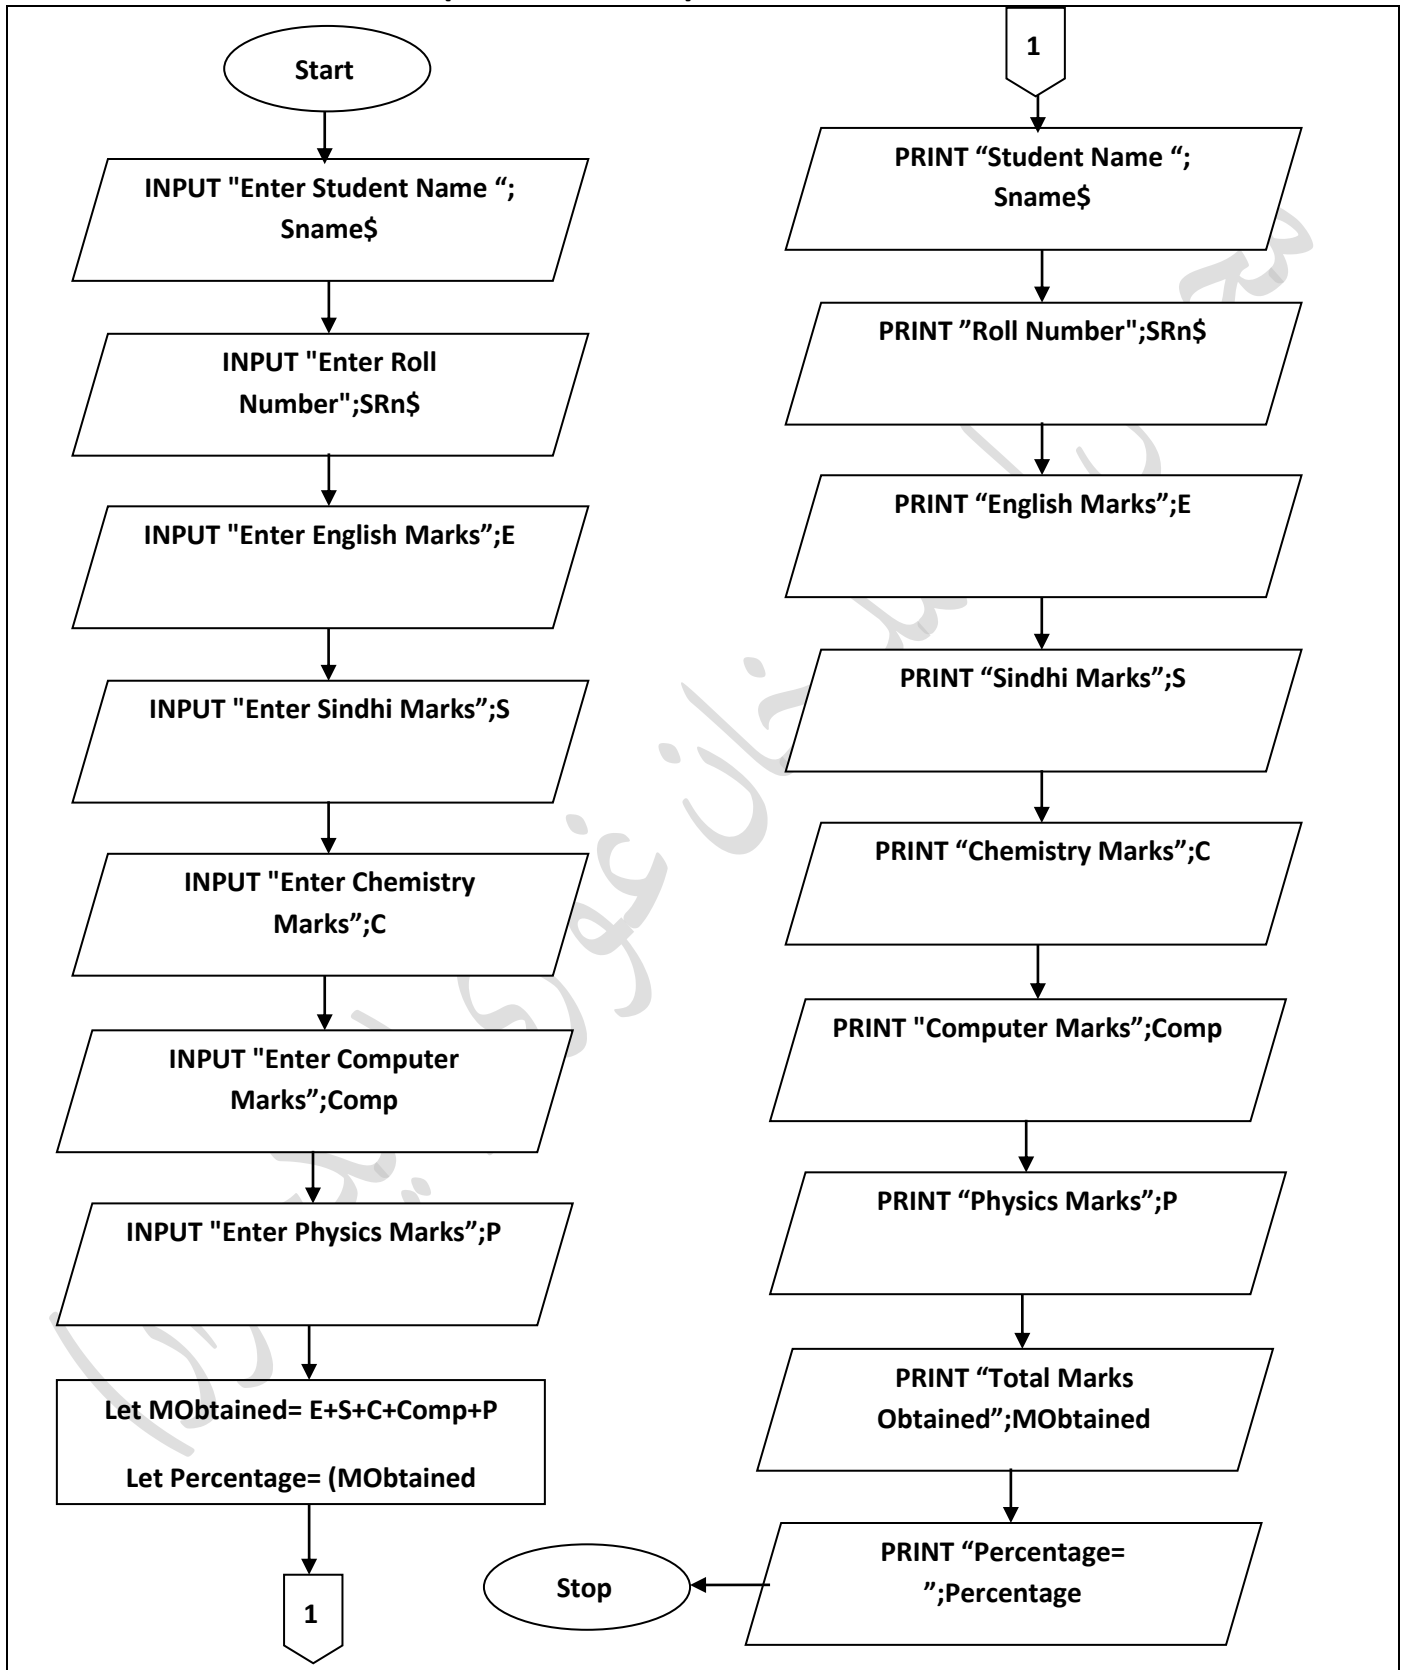 Start
INPUT "Enter Student Name “;
Sname$
INPUT "Enter Roll
Number";SRn$
INPUT "Enter English Marks”;E
INPUT "Enter Sindhi Marks”;S
INPUT "Enter Chemistry
Marks”;C
INPUT "Enter Computer
Marks”;Comp
INPUT "Enter Physics Marks”;P
Let MObtained= E+S+C+Comp+P
Let Percentage= (MObtained
1
1
PRINT “Student Name “;
Sname$
PRINT ”Roll Number";SRn$
PRINT “English Marks”;E
PRINT “Sindhi Marks”;S
PRINT “Chemistry Marks”;C
PRINT "Computer Marks”;Comp
PRINT “Physics Marks”;P
PRINT “Total Marks
Obtained”;MObtained
PRINT “Percentage=
”;Percentage
Stop